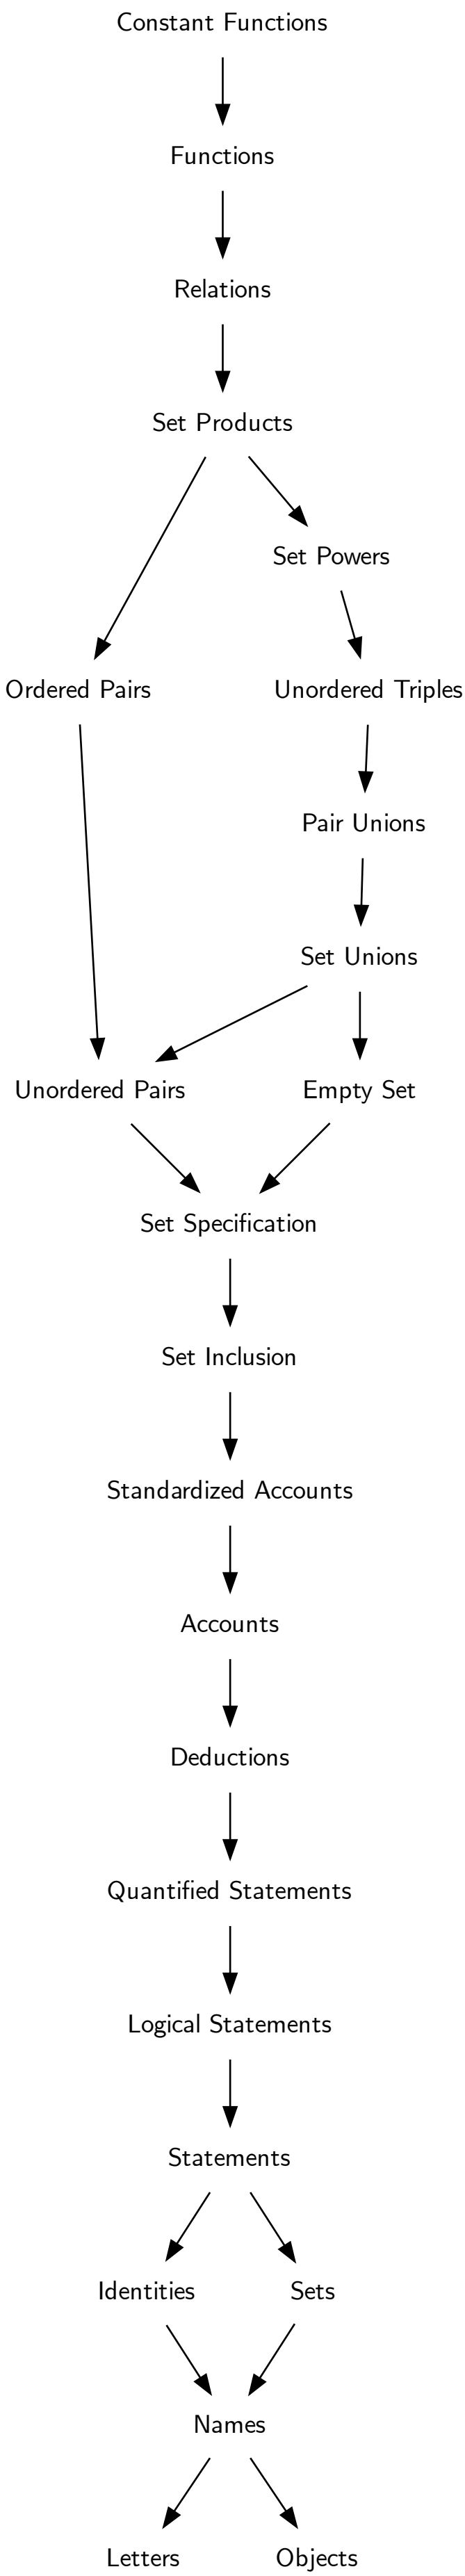 Constant Functions
Functions
Relations
Set Products
Set Powers
Ordered Pairs
Unordered Triples
Pair Unions
Set Unions
Unordered Pairs
Empty Set
Set Specification
Set Inclusion
Standardized Accounts
Accounts
Deductions
Quantified Statements
Logical Statements
Statements
Identities
Sets
Names
Letters
Objects